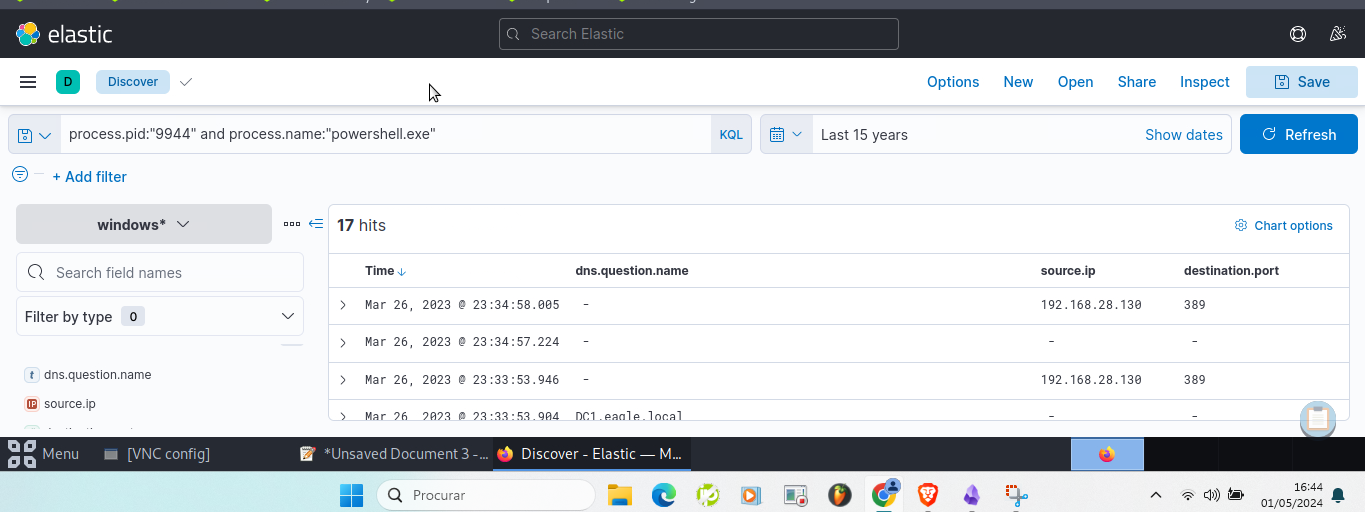 elastic
Search Elastic
D Discover Options New Open Share Inspect Save
process.pid:"9944" and process.name:"powershell.exe" KQL Last 15 years Show dates Refresh
+ Add filter
windows* 17 hits Chart options
Search field names
Time dns.question.name source.ip destination.port
Filter by type 0
Mar 26, 2023 @ 23:34:58.005 - 192.168.28.130 389
Mar 26, 2023 @ 23:34:57.224 - - -
t dns.question.name
Mar 26, 2023 @ 23:33:53.946 - 192.168.28.130 389
IP source.ip
Mar 26, 2023 @ 23:33:53.904 DC1.eagle.local - -
Menu [VNC config] *Unsaved Document 3 -... Discover - Elastic — M...
Procurar
16:44
01/05/2024